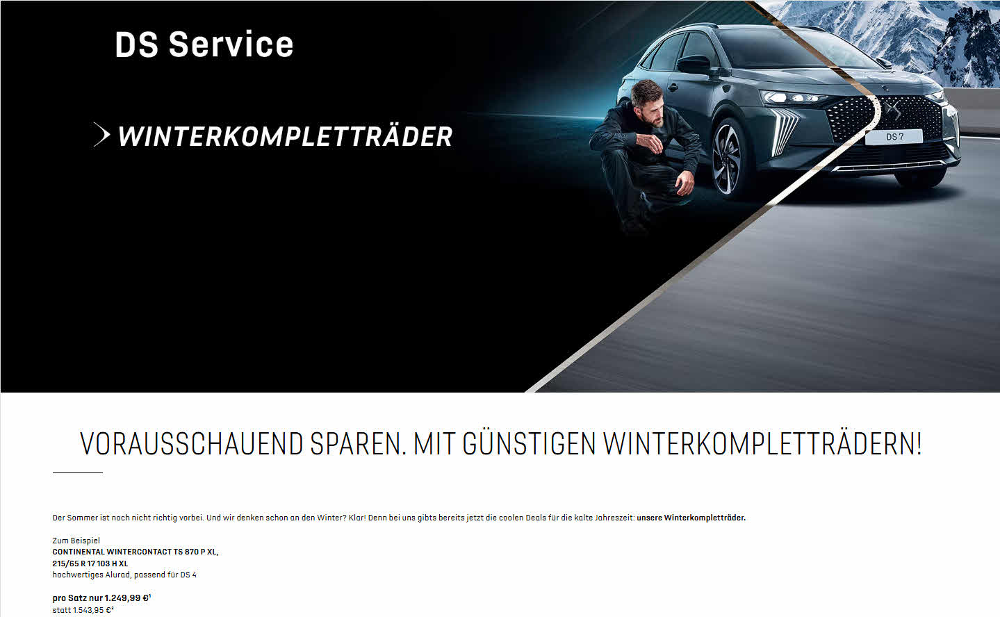 DS Service
WINTERKOMPLETTRÄDER
DS 7
VORAUSSCHAUEND SPAREN. MIT GÜNSTIGEN WINTERKOMPLETTRÄDERN!
Der Sommer ist noch nicht richtig vorbei. Und wir denken schon an den Winter? Klar! Denn bei uns gibts bereits jetzt die coolen Deals für die kalte Jahreszeit: unsere Winterkompletträder.
Zum Beispiel
CONTINENTAL WINTERCONTACT TS 870 P XL,
215/65 R 17 103 H XL
hochwertiges Alurad, passend für DS 4
pro Satz nur 1.249,99 €¹
statt 1.543,95 €²